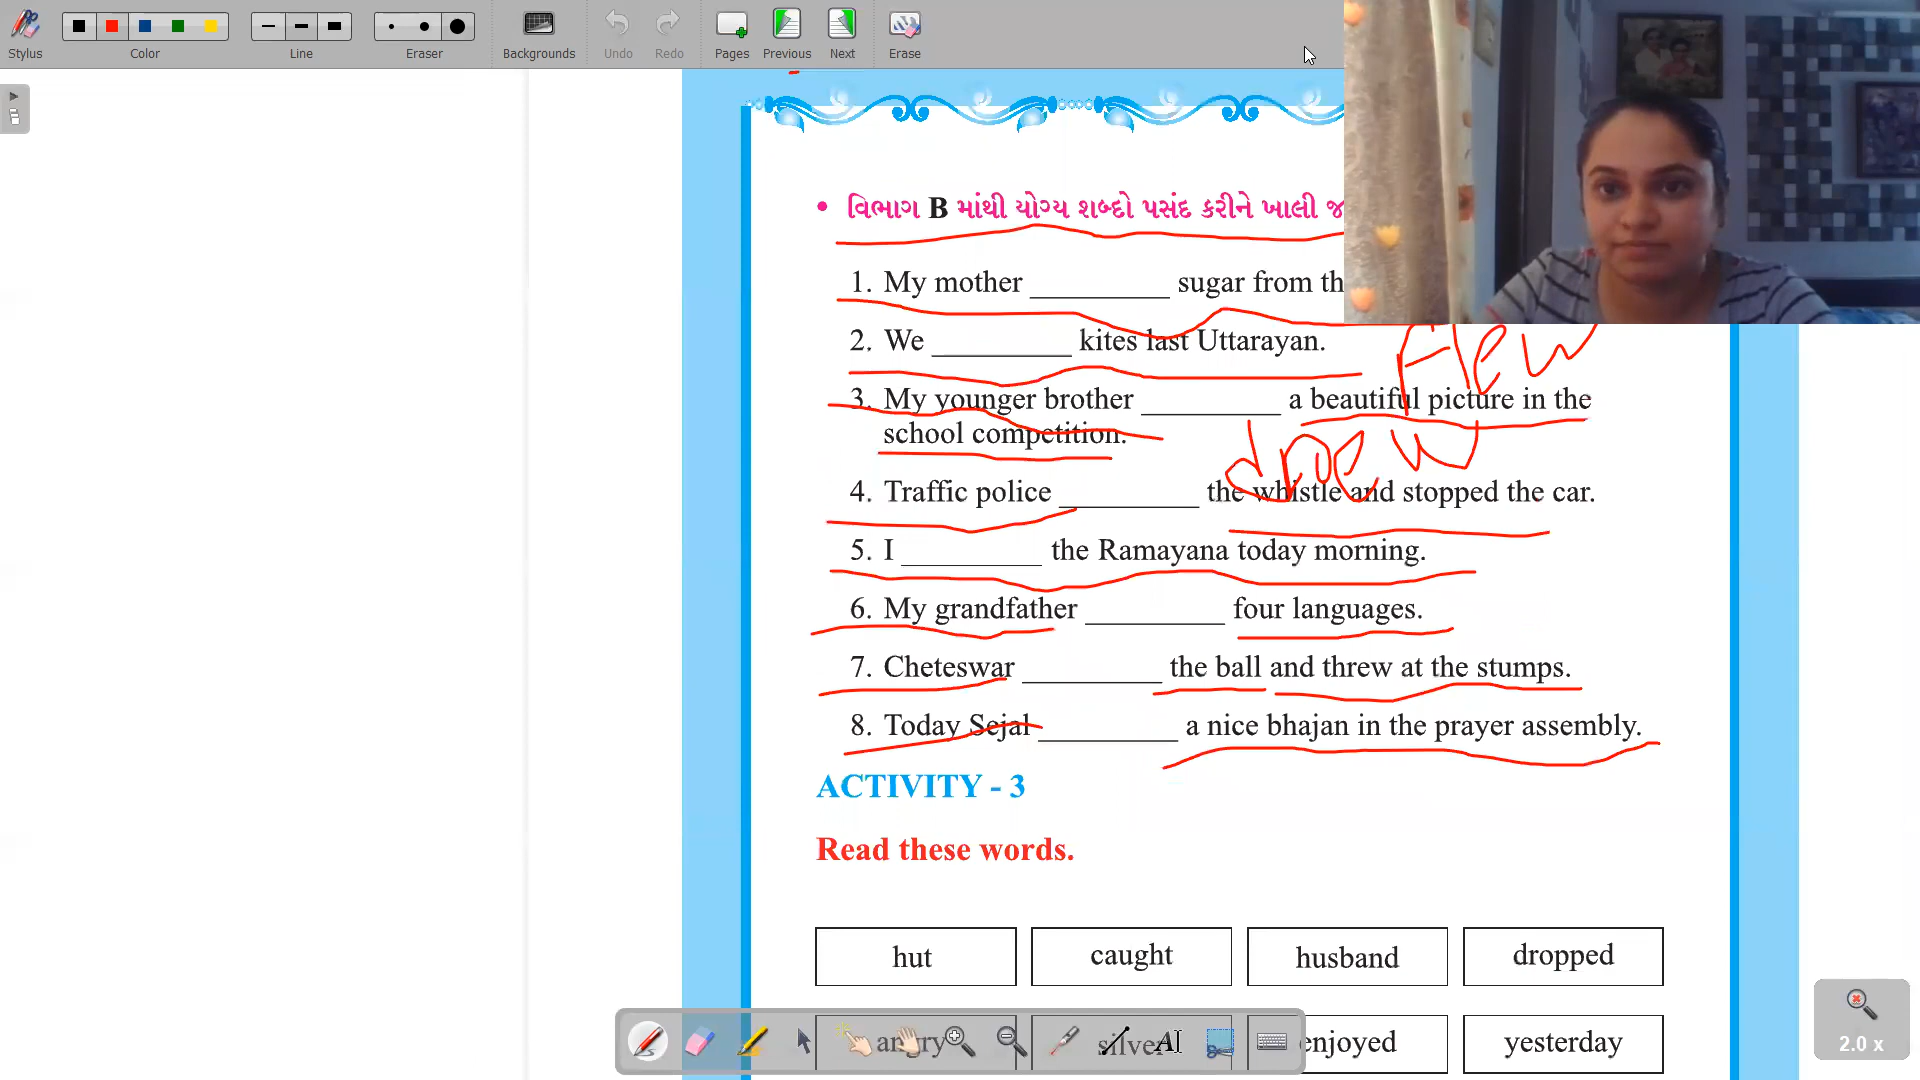 Stylus
Color
Line
Eraser
Backgrounds
Undo
Redo
Pages
Previous
Next
Erase
• વિભાગ B માંથી યોગ્ય શબ્દો પસંદ કરીને ખાલી
1. My mother _________ sugar from
2. We _________ kites last Uttarayan.
flew
3. My younger brother _________ a beautiful picture in the
school competition.
drew
4. Traffic police _________ the whistle and stopped the car.
5. I _________ the Ramayana today morning.
6. My grandfather _________ four languages.
7. Cheteswar _________ the ball and threw at the stumps.
8. Today Sejal _________ a nice bhajan in the prayer assembly.
ACTIVITY - 3
Read these words.
hut caught husband dropped
angry silver enjoyed yesterday
2.0 x